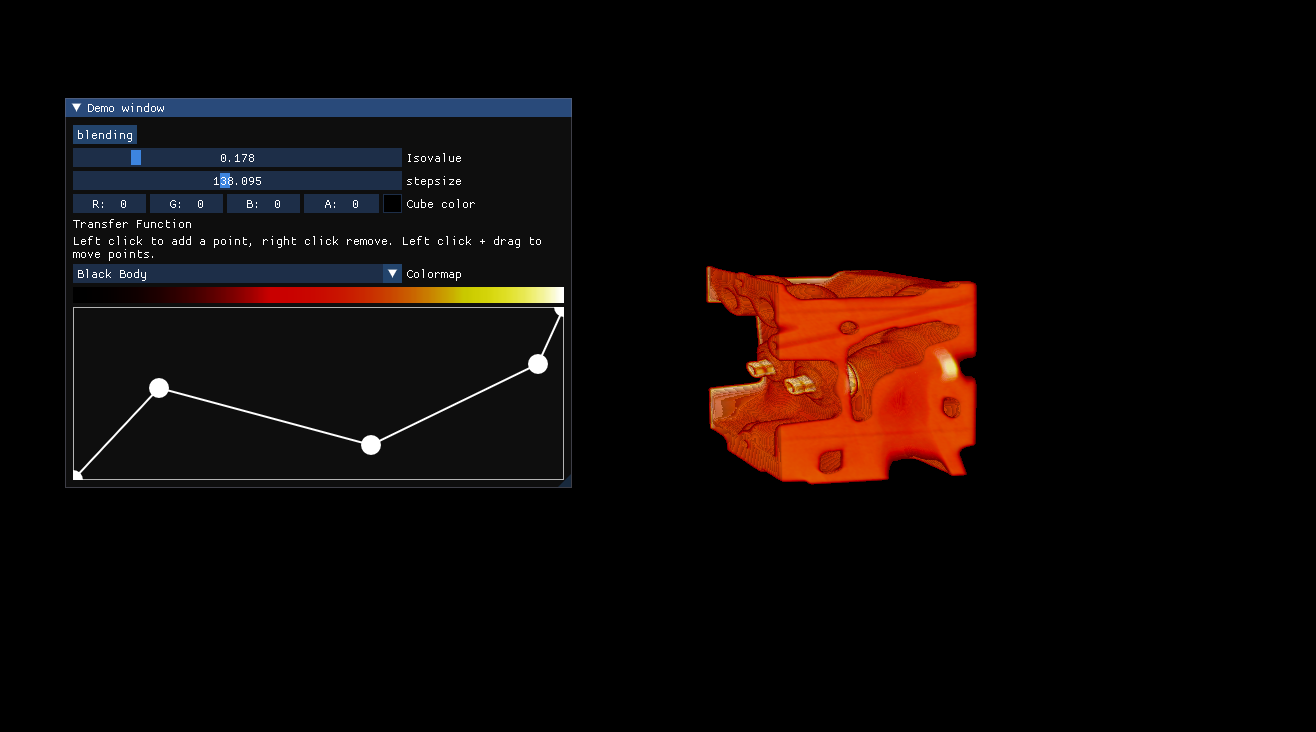 Demo window
blending
0.178 Isovalue
138.095 stepsize
R: 0 G: 0 B: 0 A: 0 Cube color
Transfer Function
Left click to add a point, right click remove. Left click + drag to
move points.
Black Body Colormap